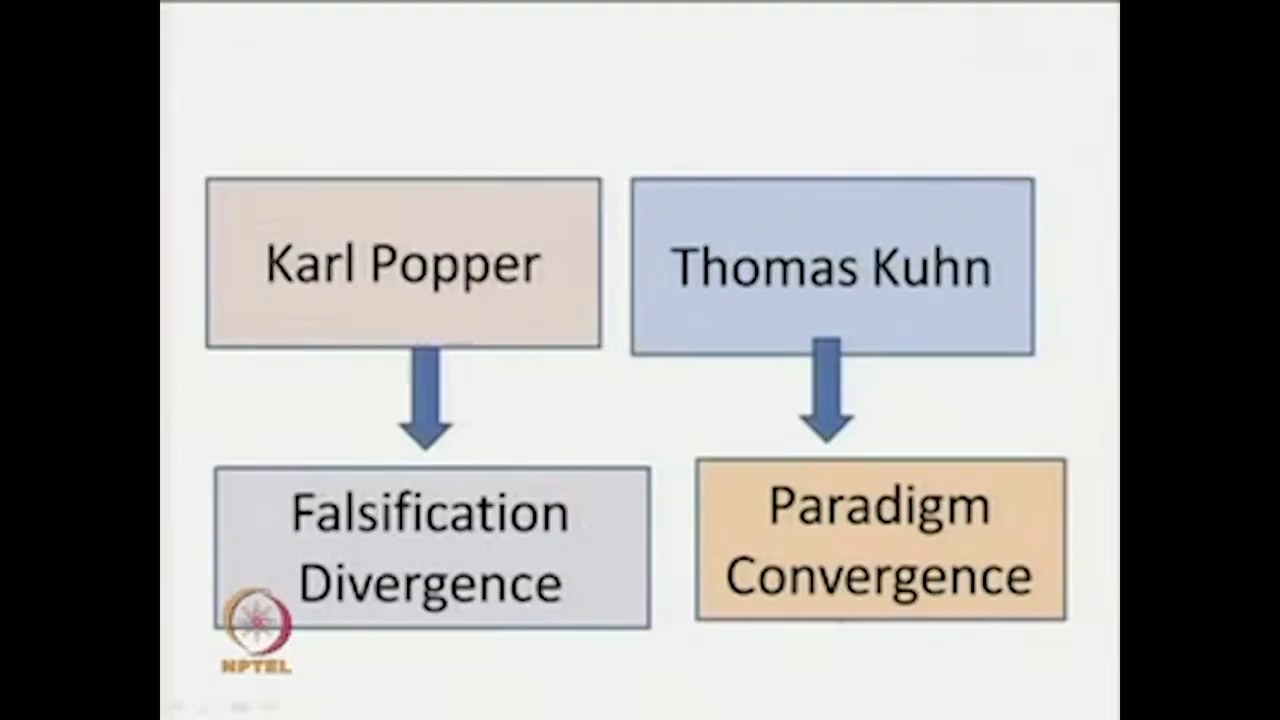 Karl Popper
Thomas Kuhn
Falsification
Divergence
Paradigm
Convergence
NPTEL